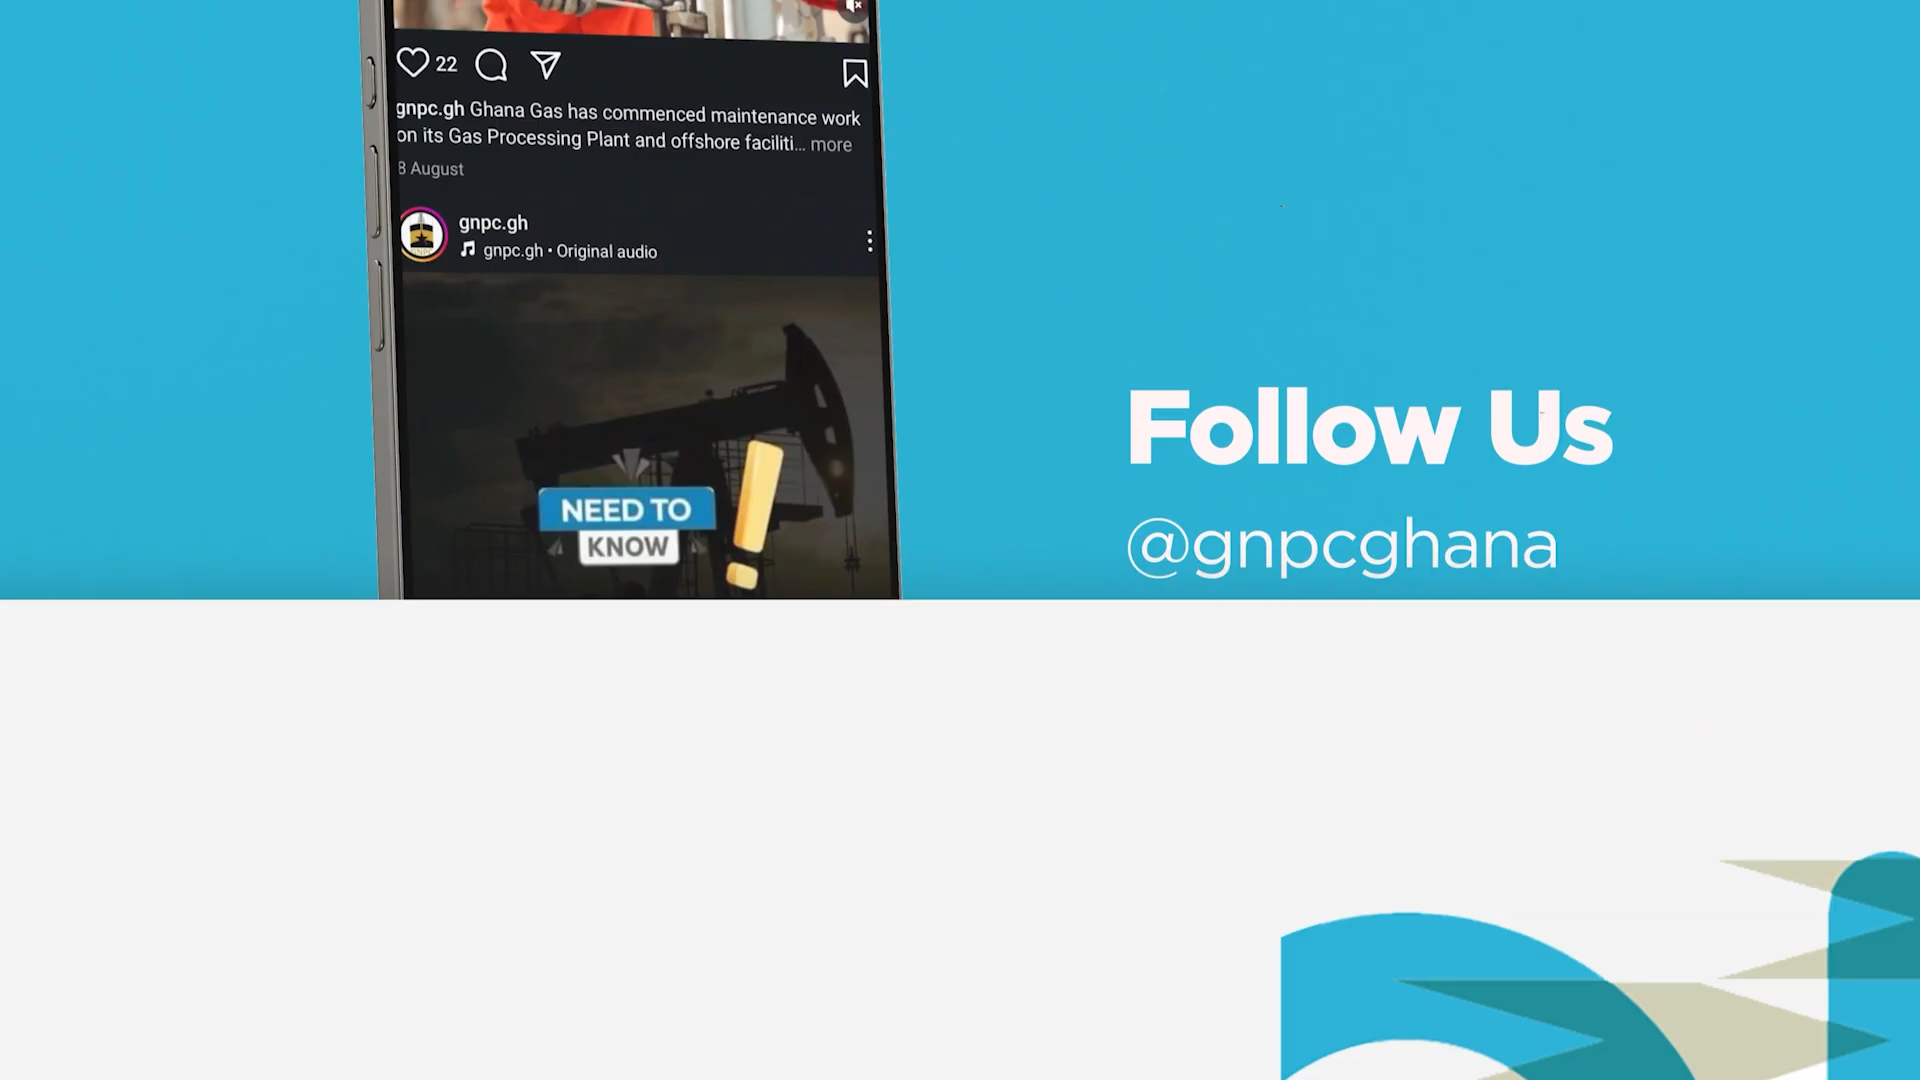 22
gnpc.gh Ghana Gas has commenced maintenance work
on its Gas Processing Plant and offshore faciliti... more
8 August
gnpc.gh
gnpc.gh • Original audio
NEED TO
KNOW
Follow Us
@gnpcghana